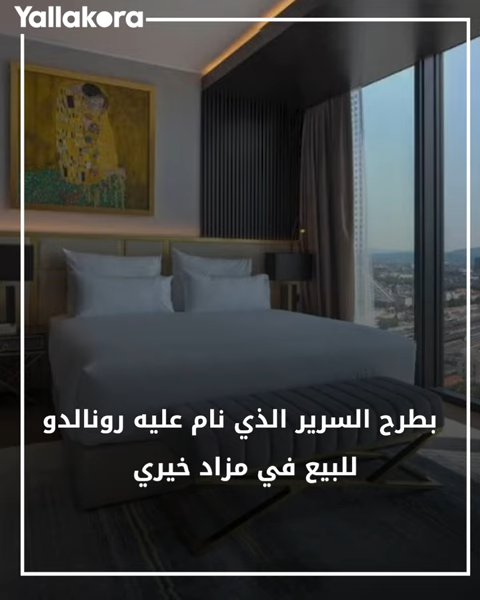 Yallakora
بطرح السرير الذي نام عليه رونالدو
للبيع في مزاد خيري